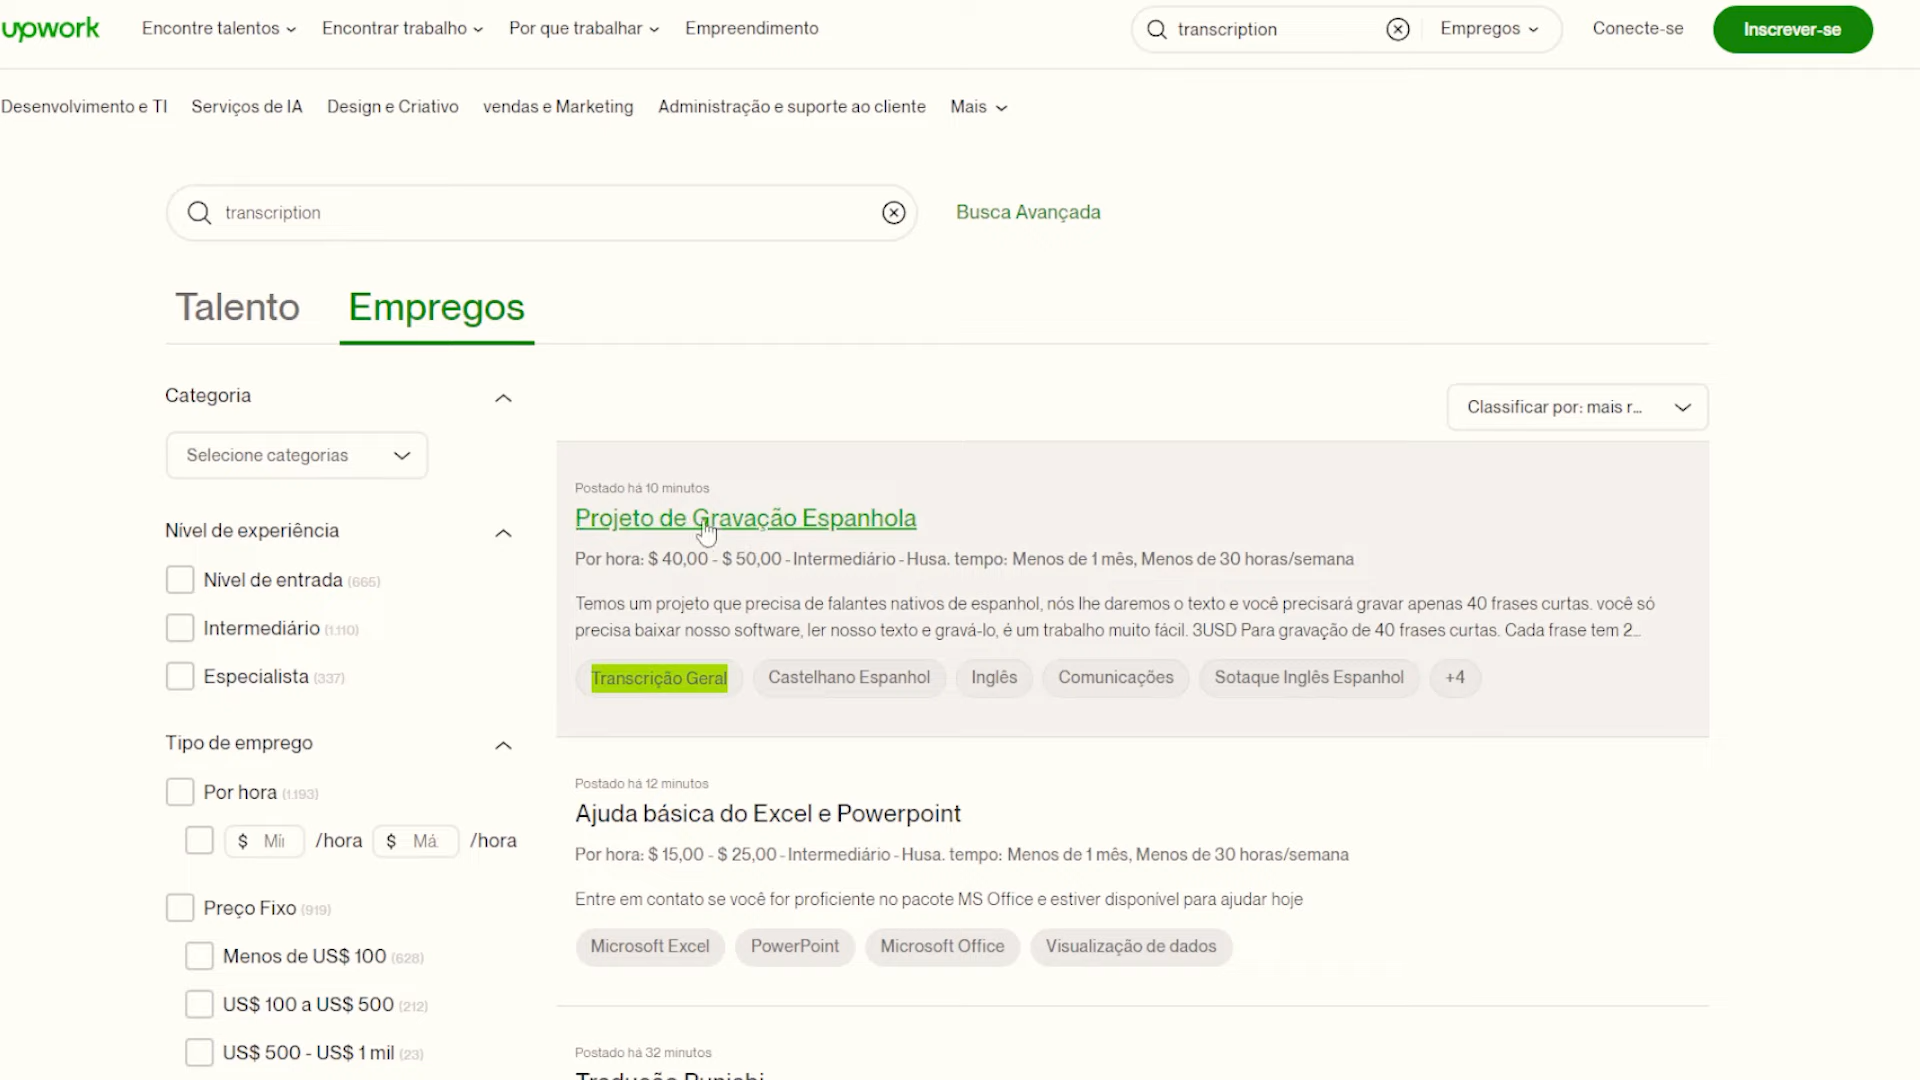 upwork
Encontre talentos
Encontrar trabalho
Por que trabalhar
Empreendimento
transcription
Empregos
Conecte-se
Inscrever-se
Desenvolvimento e TI
Serviços de IA
Design e Criativo
vendas e Marketing
Administração e suporte ao cliente
Mais
transcription
Busca Avançada
Talento
Empregos
Categoria
Selecione categorias
Nível de experiência
Nível de entrada (665)
Intermediário (1.110)
Especialista (337)
Tipo de emprego
Por hora (1.193)
$ /hora $ Má /hora
Preço Fixo (919)
Menos de US$ 100 (628)
US$ 100 a US$ 500 (212)
US$ 500 - US$ 1 mil (23)
Classificar por: mais r...
Postado há 10 minutos
Projeto de Gravação Espanhola
Por hora: $ 40,00 - $ 50,00 - Intermediário - Husa. tempo: Menos de 1 mês, Menos de 30 horas/semana
Temos um projeto que precisa de falantes nativos de espanhol, nós lhe daremos o texto e você precisará gravar apenas 40 frases curtas. você só
precisa baixar nosso software, ler nosso texto e gravá-lo, é um trabalho muito fácil. 3USD Para gravação de 40 frases curtas. Cada frase tem 2...
Transcrição Geral
Castelhano Espanhol
Inglês
Comunicações
Sotaque Inglês Espanhol
+4
Postado há 12 minutos
Ajuda básica do Excel e Powerpoint
Por hora: $ 15,00 - $ 25,00 - Intermediário - Husa. tempo: Menos de 1 mês, Menos de 30 horas/semana
Entre em contato se você for proficiente no pacote MS Office e estiver disponível para ajudar hoje
Microsoft Excel
PowerPoint
Microsoft Office
Visualização de dados
Postado há 32 minutos
Tradução Punjabi